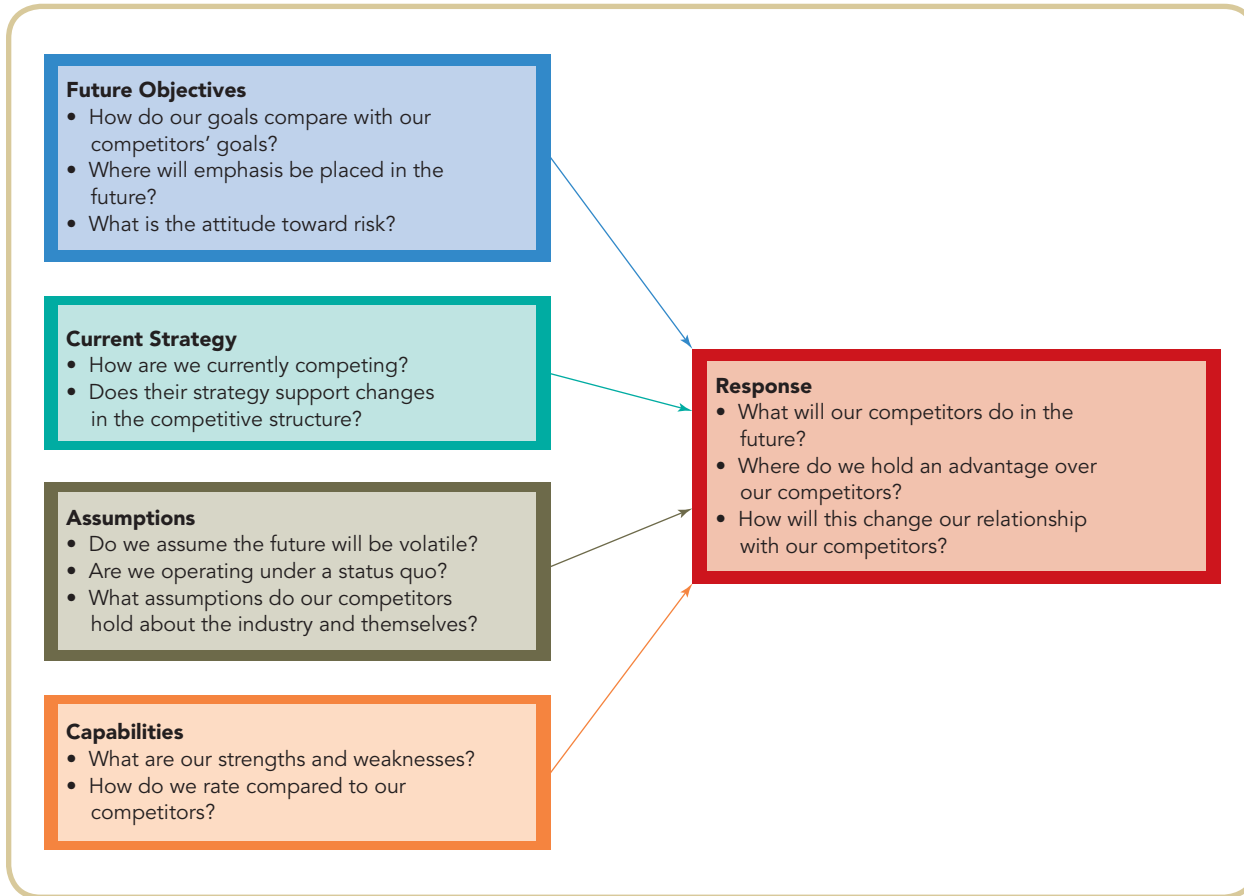 Future Objectives
• How do our goals compare with our
competitors’ goals?
• Where will emphasis be placed in the
future?
• What is the attitude toward risk?
Current Strategy
• How are we currently competing?
• Does their strategy support changes
in the competitive structure?
Assumptions
• Do we assume the future will be volatile?
• Are we operating under a status quo?
• What assumptions do our competitors
hold about the industry and themselves?
Capabilities
• What are our strengths and weaknesses?
• How do we rate compared to our
competitors?
Response
• What will our competitors do in the
future?
• Where do we hold an advantage over
our competitors?
• How will this change our relationship
with our competitors?